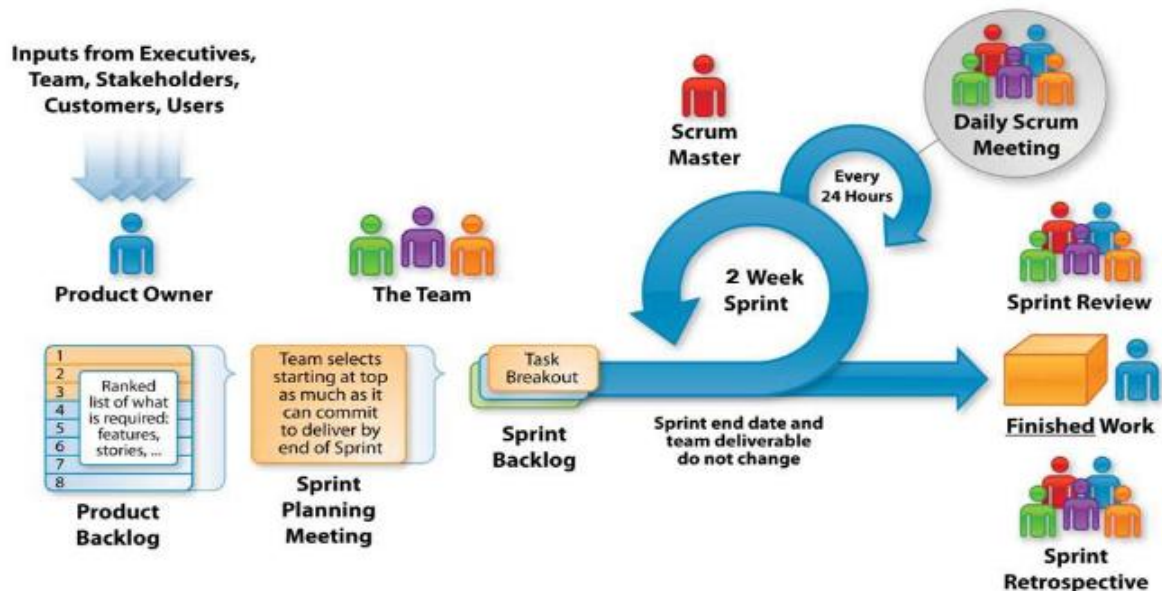 Inputs from Executives,
Team, Stakeholders,
Customers, Users
Product Owner
The Team
Scrum
Master
Every
24 Hours
Daily Scrum
Meeting
2 Week
Sprint
Sprint Review
1
2
3
4
5
6
7
8
Ranked
list of what
is required:
features,
stories, ...
Product
Backlog
Team selects
starting at top
as much as it
can commit
to deliver by
end of Sprint
Sprint
Planning
Meeting
Task
Breakout
Sprint
Backlog
Sprint end date and
team deliverable
do not change
Finished Work
Sprint
Retrospective